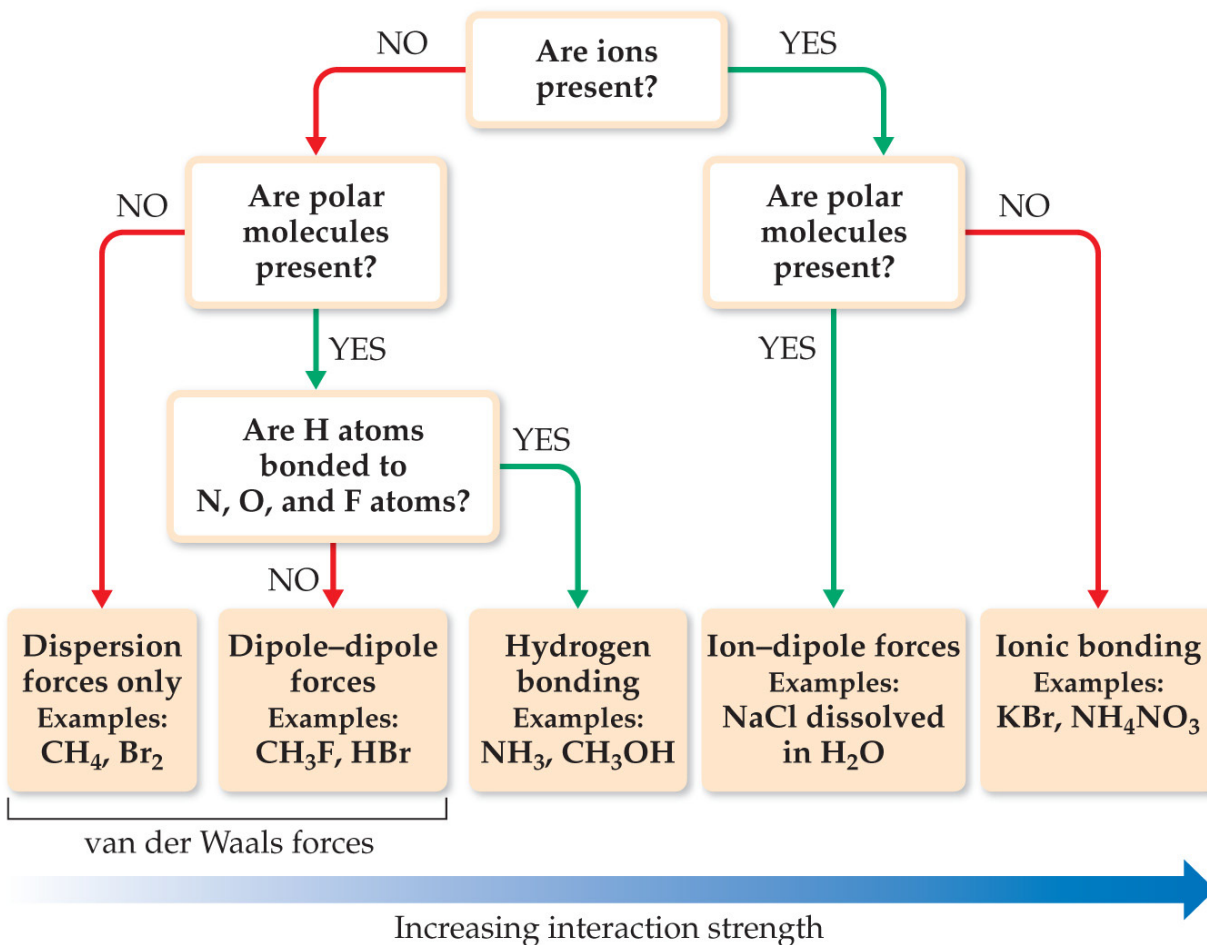 NO
Are ions
present?
YES
NO
Are polar
molecules
present?
Are polar
molecules
present?
NO
YES
YES
Are H atoms
bonded to
N, O, and F atoms?
YES
NO
Dispersion
forces only
Examples:
CH₄, Br₂
Dipole–dipole
forces
Examples:
CH₃F, HBr
Hydrogen
bonding
Examples:
NH₃, CH₃OH
Ion–dipole forces
Examples:
NaCl dissolved
in H₂O
Ionic bonding
Examples:
KBr, NH₄NO₃
van der Waals forces
Increasing interaction strength